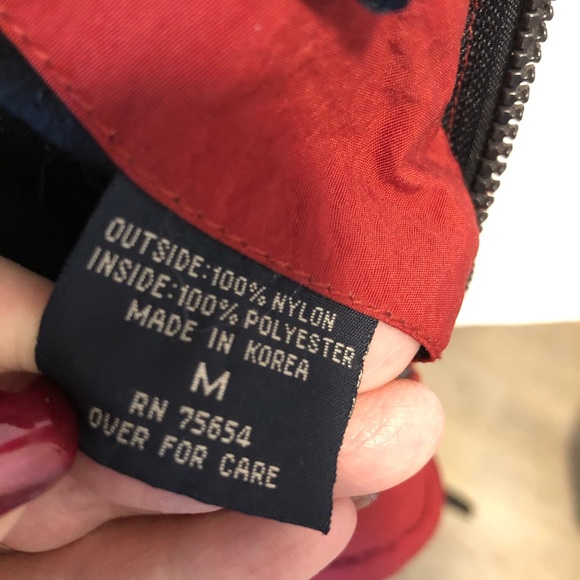 OUTSIDE:100% NYLON
INSIDE:100% POLYESTER
MADE IN KOREA
M
RN 75654
OVER FOR CARE